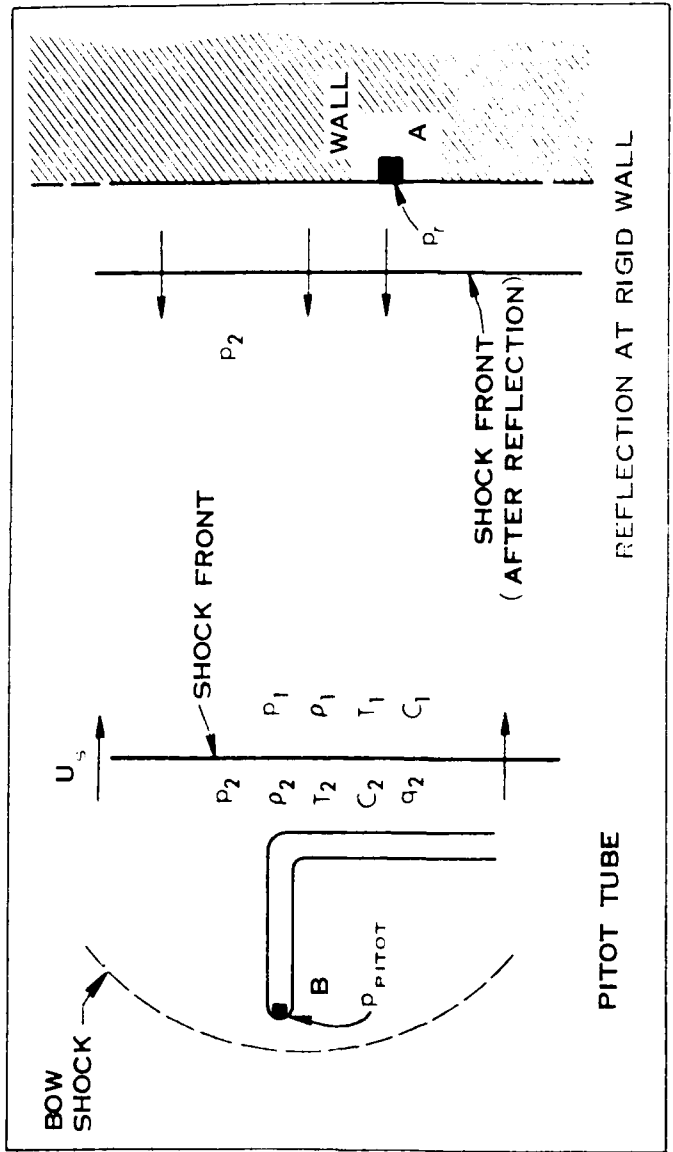 BOW
SHOCK
U_s
SHOCK FRONT
p_2 p_1
ρ_2 ρ_1
T_2 T_1
C_2 C_1
q_2
B
p_PITOT
PITOT TUBE
p_2
SHOCK FRONT
(AFTER REFLECTION)
WALL
A
p_r
REFLECTION AT RIGID WALL